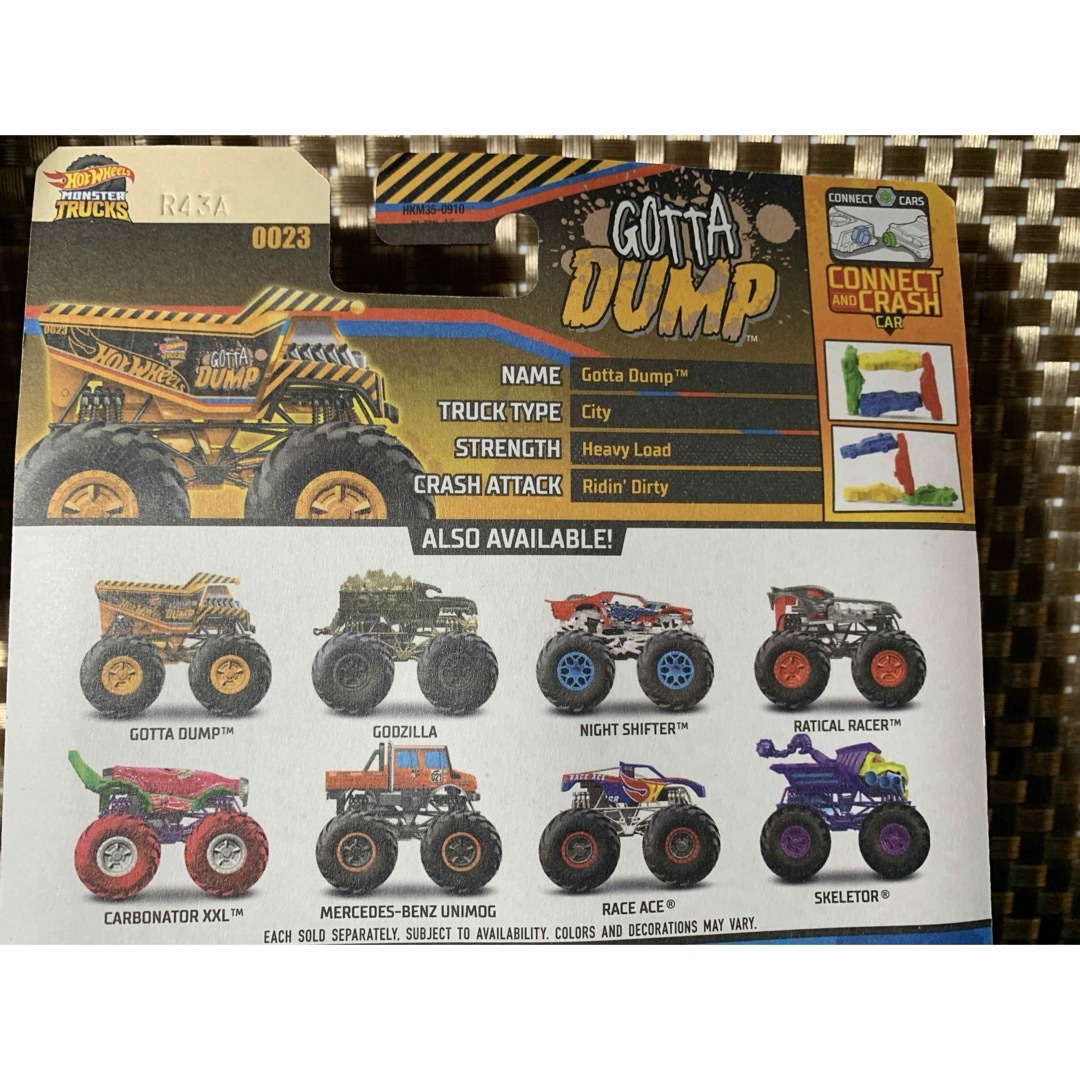 HOT WHEELS
MONSTER
TRUCKS
R43A
0023
HKM35-0910
GOTTA
DUMP™
CONNECT CARS
CONNECT
AND CRASH
CAR
0023
HOT WHEELS
GOTTA
DUMP
NAME Gotta Dump™
TRUCK TYPE City
STRENGTH Heavy Load
CRASH ATTACK Ridin' Dirty
ALSO AVAILABLE!
GOTTA DUMP™
GODZILLA
NIGHT SHIFTER™
RATICAL RACER™
RACE ACE
CARBONATOR XXL™
MERCEDES-BENZ UNIMOG
RACE ACE®
SKELETOR®
EACH SOLD SEPARATELY, SUBJECT TO AVAILABILITY. COLORS AND DECORATIONS MAY VARY.